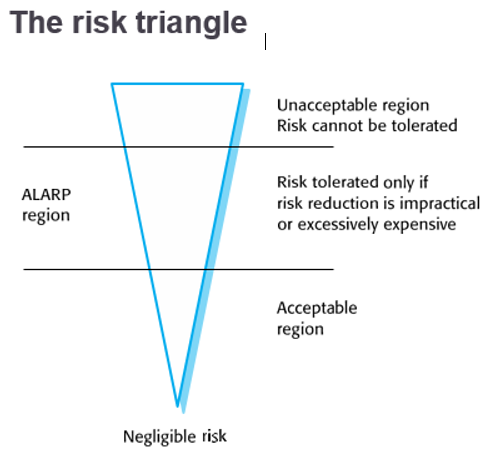 The risk triangle
Unacceptable region
Risk cannot be tolerated
ALARP
region
Risk tolerated only if
risk reduction is impractical
or excessively expensive
Acceptable
region
Negligible risk